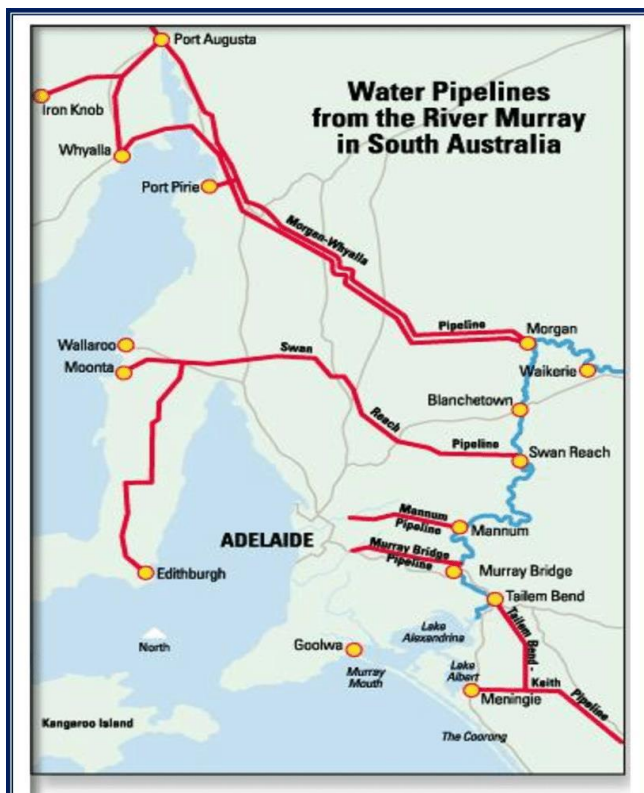 Port Augusta
Water Pipelines
from the River Murray
in South Australia
Iron Knob
Whyalla
Port Pirie
Morgan-Whyalla
Pipeline
Morgan
Wallaroo
Moonta
Swan
Waikerie
Blanchetown
Reach
Pipeline
Swan Reach
Mannum
Pipeline
Mannum
ADELAIDE
Murray Bridge
Pipeline
Murray Bridge
Edithburgh
Tailem Bend
Lake
Alexandrina
Tailem Bend -
North
Goolwa
Murray
Mouth
Lake
Albert
Keith
Pipeline
Meningie
Kangaroo Island
The Coorong